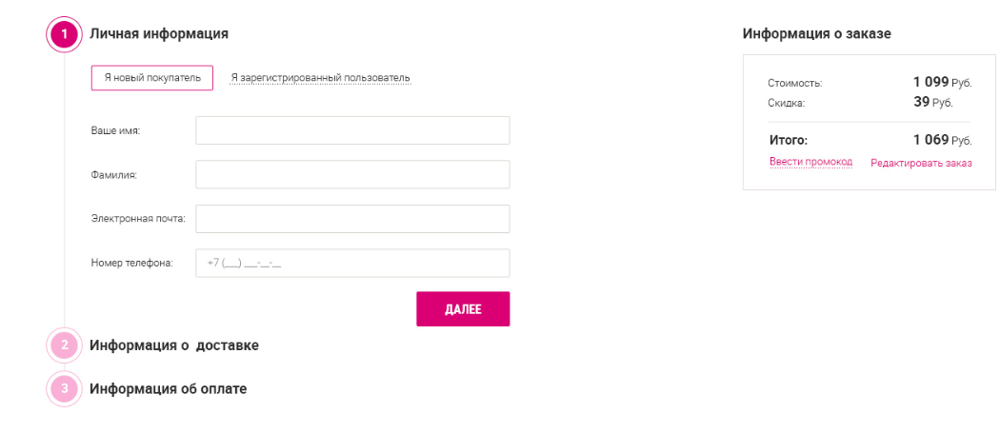 1 Личная информация
Я новый покупатель Я зарегистрированный пользователь
Ваше имя:
Фамилия:
Электронная почта:
Номер телефона: +7 (___) ___-__-__
ДАЛЕЕ
2 Информация о доставке
3 Информация об оплате
Информация о заказе
Стоимость: 1 099 Руб.
Скидка: 39 Руб.
Итого: 1 069 Руб.
Ввести промокод Редактировать заказ